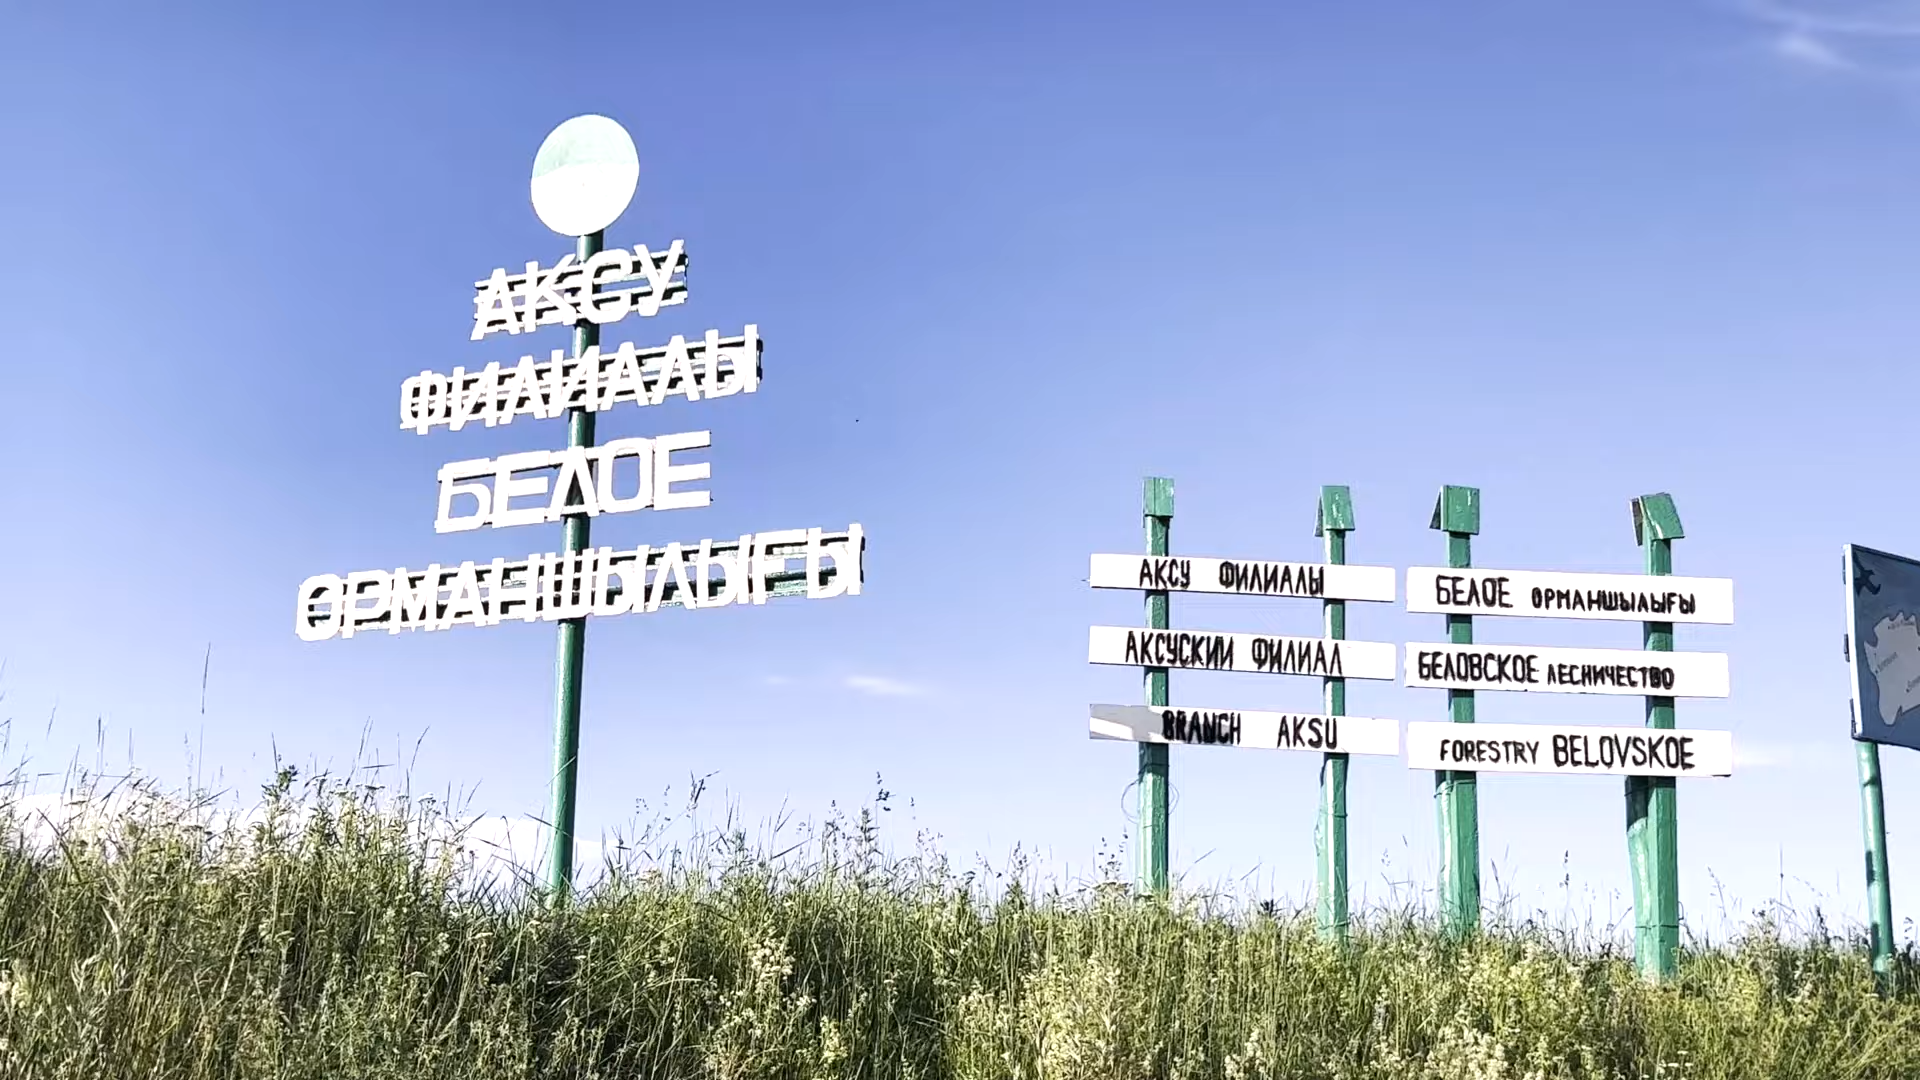 АКСУ
ФИЛИАЛЫ
БЕЛОЕ
ОРМАНШЫЛЫҒЫ
АКСУ ФИЛИАЛЫ
АКСУСКИЙ ФИЛИАЛ
BRANCH AKSU
БЕЛОЕ ОРМАНШЫЛЫҒЫ
БЕЛОВСКОЕ ЛЕСНИЧЕСТВО
FORESTRY BELOVSKOE